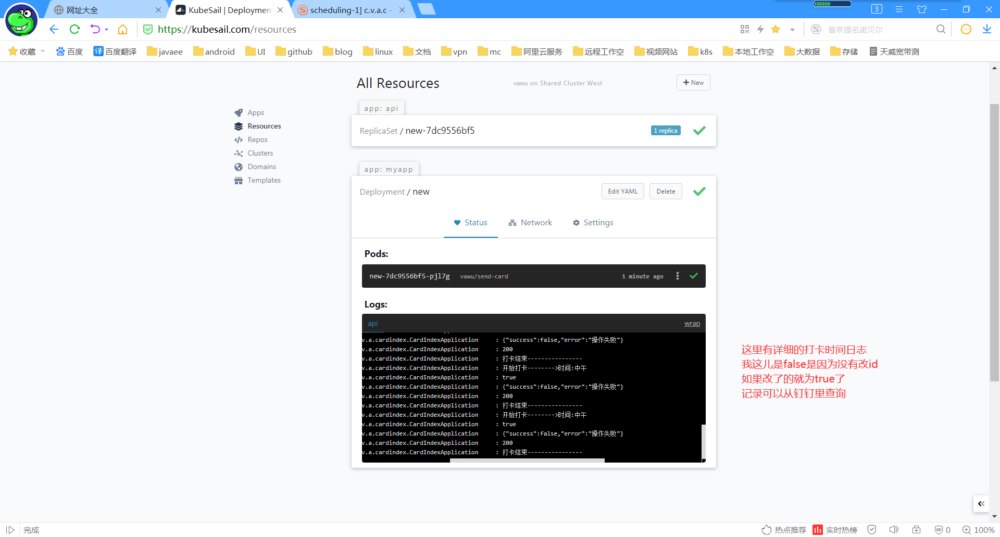 网址大全
KubeSail | Deploymen
scheduling-1] c.v.a.c -
3
https://kubesail.com/resources
普京提名诺贝尔
收藏
百度
译 百度翻译
javaee
android
UI
github
blog
linux
文档
vpn
mc
阿里云服务
远程工作空
视频网站
k8s
本地工作空
大数据
存储
天威宽带测
All Resources
vawu on Shared Cluster West
New
Apps
Resources
Repos
Clusters
Domains
Templates
app: api
ReplicaSet / new-7dc9556bf5
1 replica
app: myapp
Deployment / new
Edit YAML
Delete
Status
Network
Settings
Pods:
new-7dc9556bf5-pjl7g vawu/send-card 1 minute ago
Logs:
api
wrap
v.a.cardindex.CardIndexApplication : {"success":false,"error":"操作失败"}
v.a.cardindex.CardIndexApplication : 200
v.a.cardindex.CardIndexApplication : 打卡结束----------------
v.a.cardindex.CardIndexApplication : 开始打卡-------->时间:中午
v.a.cardindex.CardIndexApplication : true
v.a.cardindex.CardIndexApplication : {"success":false,"error":"操作失败"}
v.a.cardindex.CardIndexApplication : 200
v.a.cardindex.CardIndexApplication : 打卡结束----------------
v.a.cardindex.CardIndexApplication : 开始打卡-------->时间:中午
v.a.cardindex.CardIndexApplication : true
v.a.cardindex.CardIndexApplication : {"success":false,"error":"操作失败"}
v.a.cardindex.CardIndexApplication : 200
v.a.cardindex.CardIndexApplication : 打卡结束----------------
这里有详细的打卡时间日志
我这儿是false是因为没有改id
如果改了的就为true了
记录可以从钉钉里查询
完成
热点推荐
实时热榜
0
100%